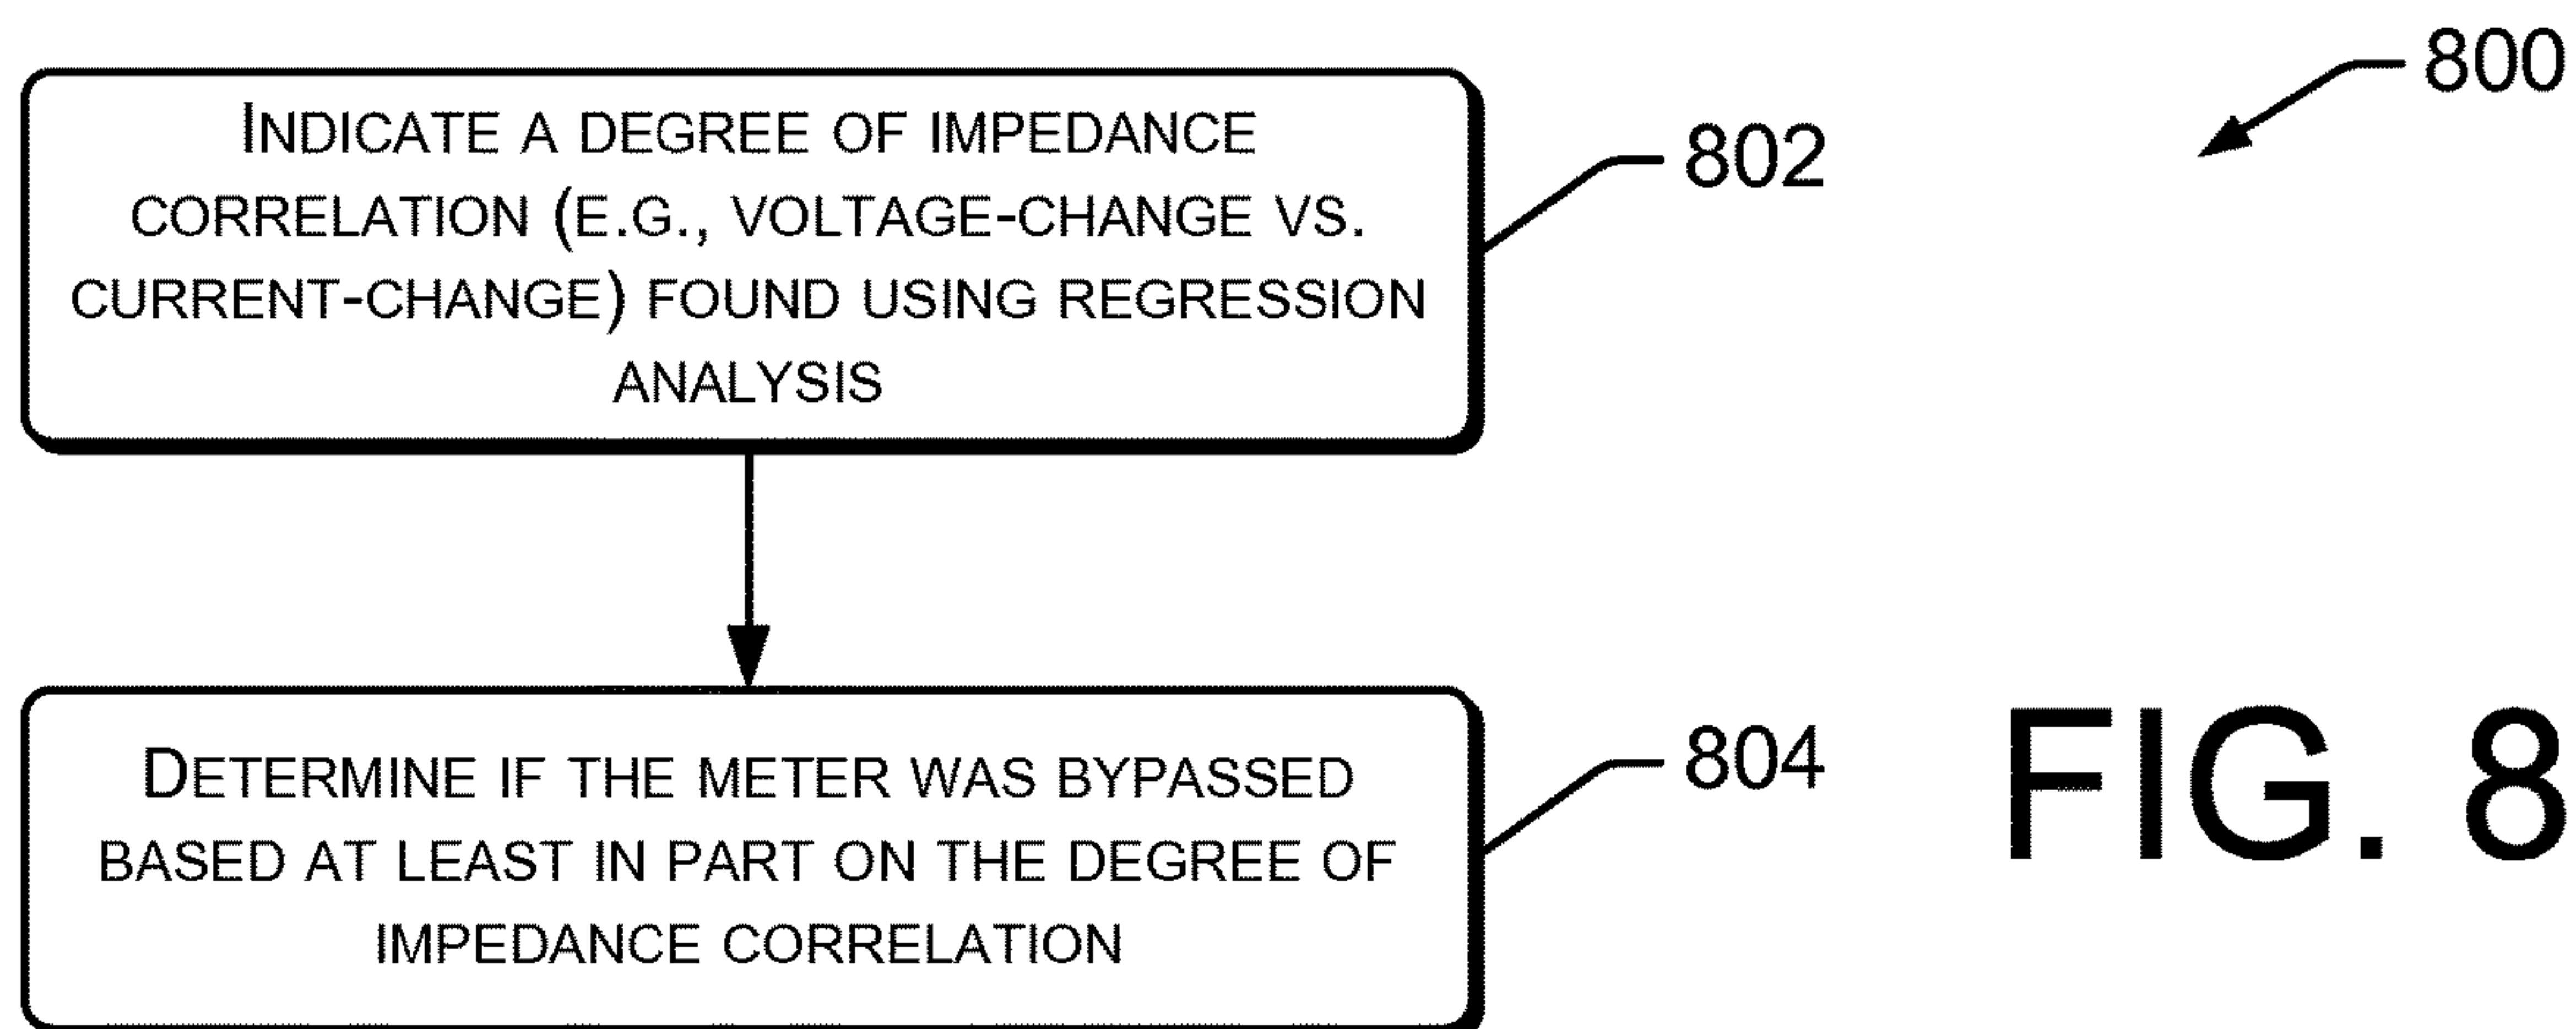 800
INDICATE A DEGREE OF IMPEDANCE
CORRELATION (E.G., VOLTAGE-CHANGE VS.
CURRENT-CHANGE) FOUND USING REGRESSION
ANALYSIS
802
DETERMINE IF THE METER WAS BYPASSED
BASED AT LEAST IN PART ON THE DEGREE OF
IMPEDANCE CORRELATION
804
FIG. 8